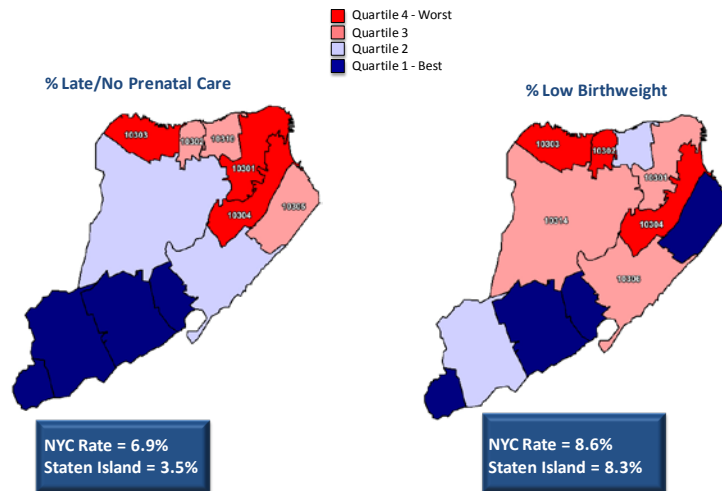 Quartile 4 - Worst
Quartile 3
Quartile 2
Quartile 1 - Best
% Late/No Prenatal Care
% Low Birthweight
10303
10302
10310
10301
10304
10305
10303
10302
10301
10304
10314
10306
NYC Rate = 6.9%
Staten Island = 3.5%
NYC Rate = 8.6%
Staten Island = 8.3%